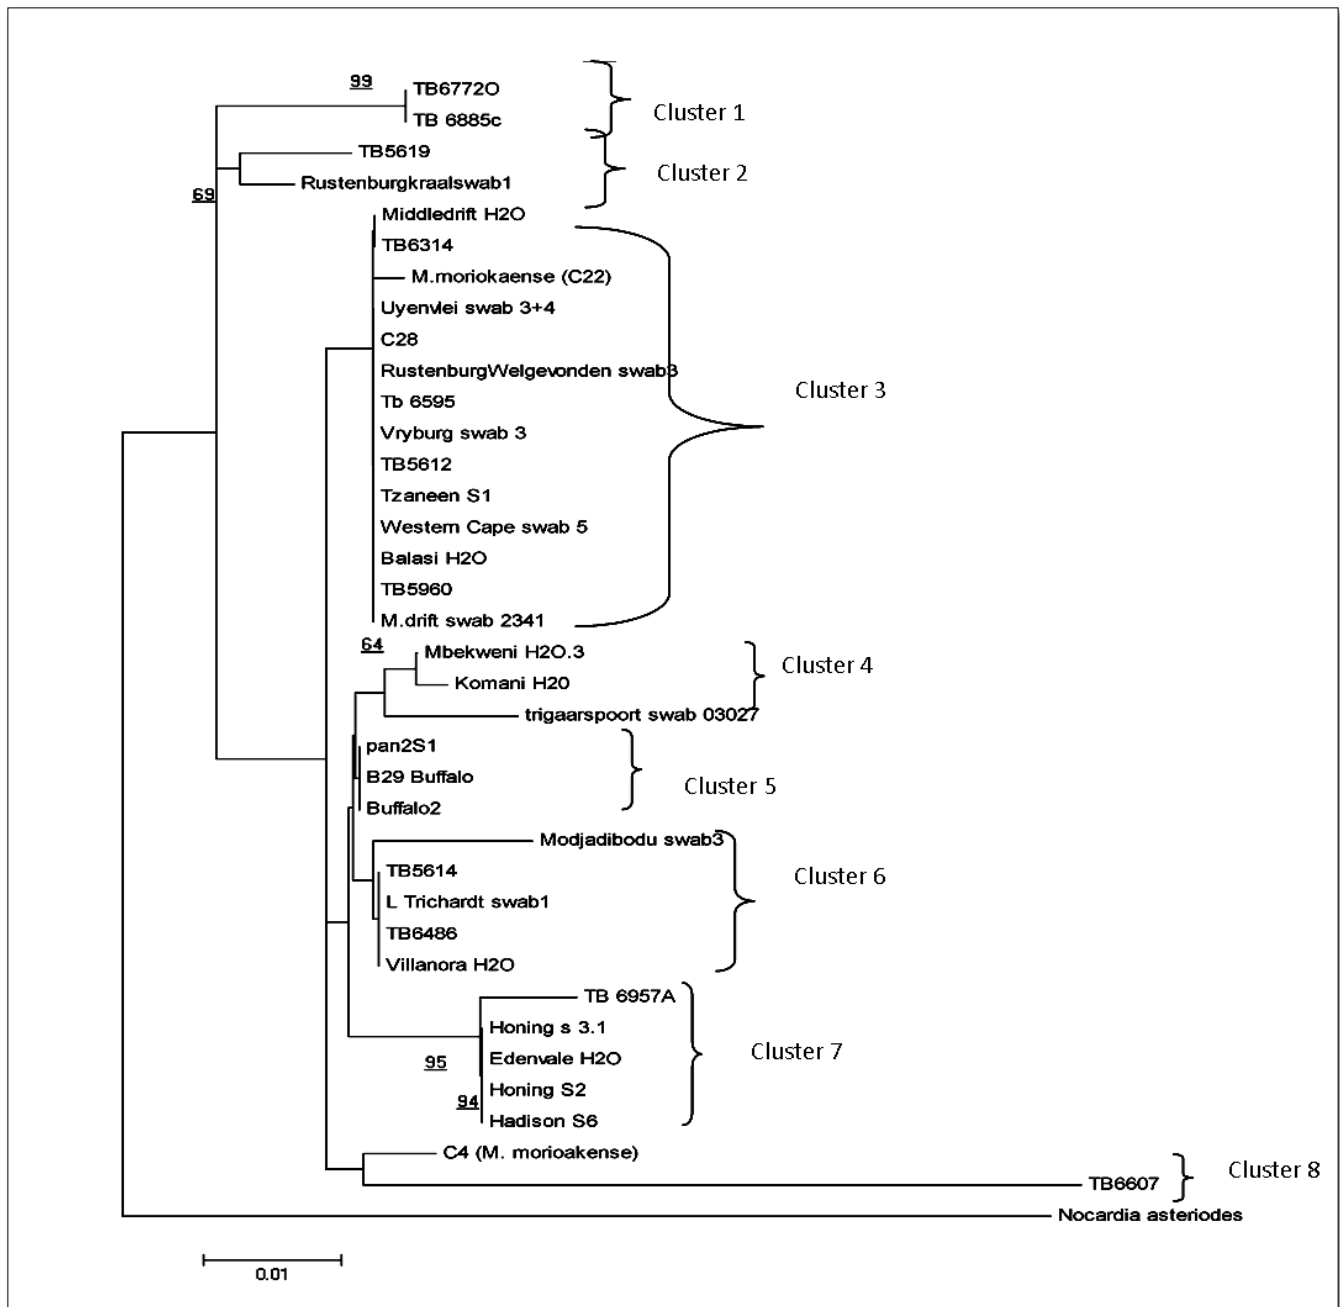 99
TB6772O
TB 6885c
Cluster 1
TB5619
Cluster 2
Rustenburgkraalswab1
69
Middledrift H2O
TB6314
M.moriokaense (C22)
Uyenvlei swab 3+4
C28
RustenburgWelgevonden swab3
Cluster 3
Tb 6595
Vryburg swab 3
TB5612
Tzaneen S1
Western Cape swab 5
Balasi H2O
TB5960
M.drift swab 2341
64
Mbekweni H2O.3
Cluster 4
Komani H20
trigaarspoort swab 03027
pan2S1
B29 Buffalo
Cluster 5
Buffalo2
Modjadibodu swab3
TB5614
Cluster 6
L Trichardt swab1
TB6486
Villanora H2O
TB 6957A
Honing s 3.1
Cluster 7
Edenvale H2O
95
Honing S2
94
Hadison S6
C4 (M. morioakense)
Cluster 8
TB6607
Nocardia asteriodes
0.01